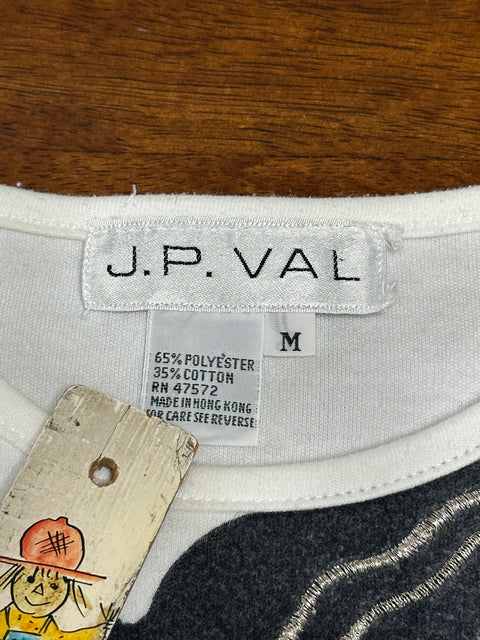 J.P. VAL
M
65% POLYESTER
35% COTTON
RN 47572
MADE IN HONG KONG
FOR CARE SEE REVERSE